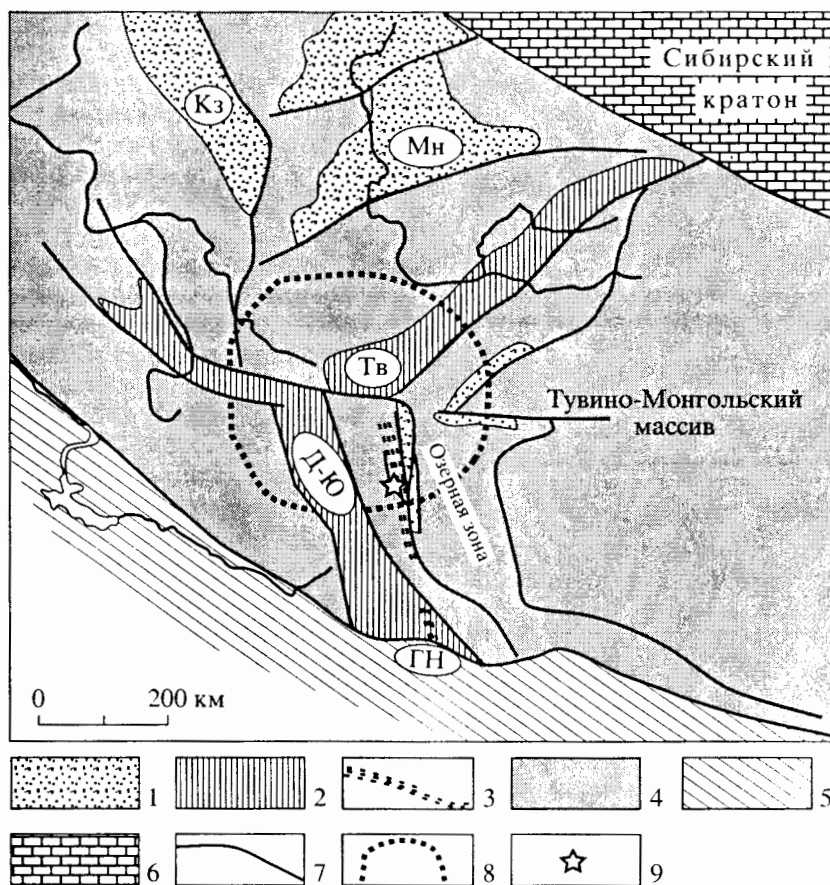 Сибирский
кратон
Кз
Мн
Тв
Тувино-Монгольский
массив
Д-Ю
Озерная зона
ГН
0 200 км
1 2 3 4 5
6 7 8 9